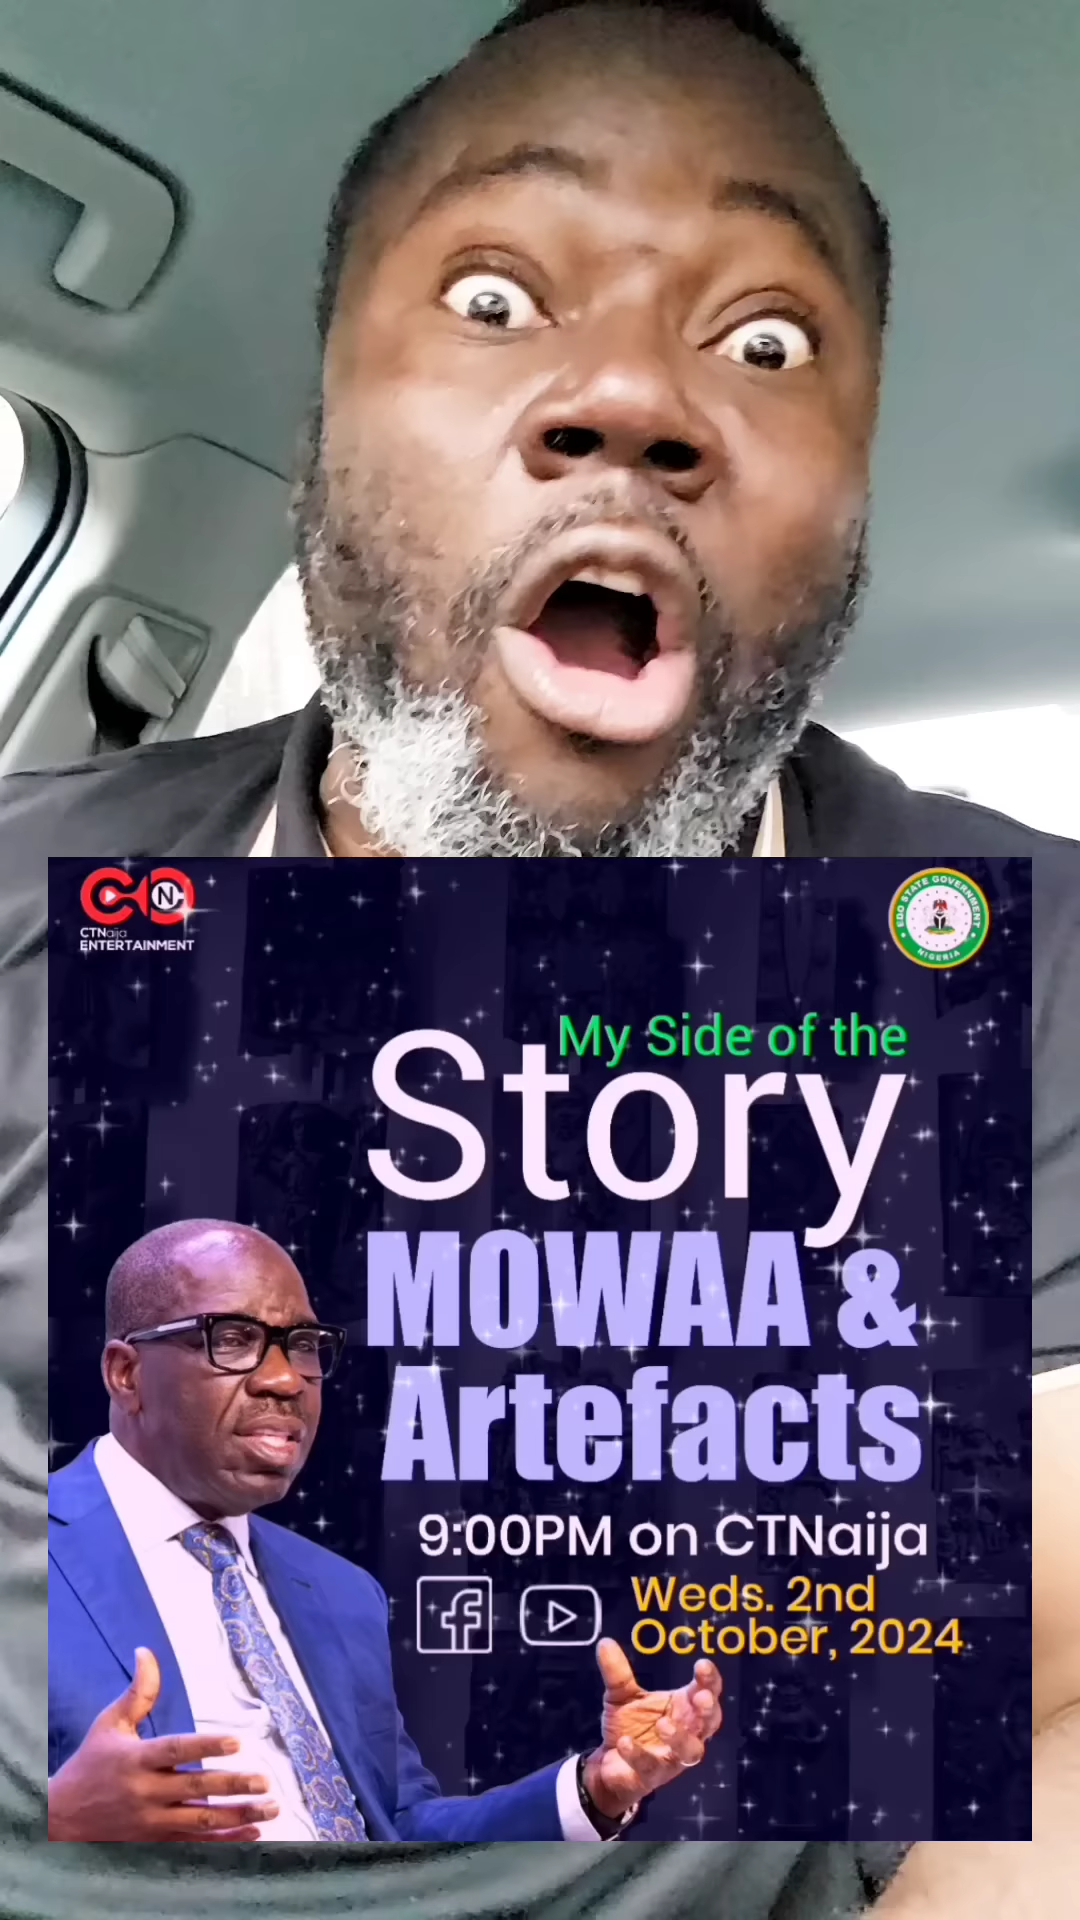 CTNaija
ENTERTAINMENT
EDO STATE GOVERNMENT
NIGERIA
My Side of the
Story
MOWAA &
Artefacts
9:00PM on CTNaija
Weds. 2nd
October, 2024